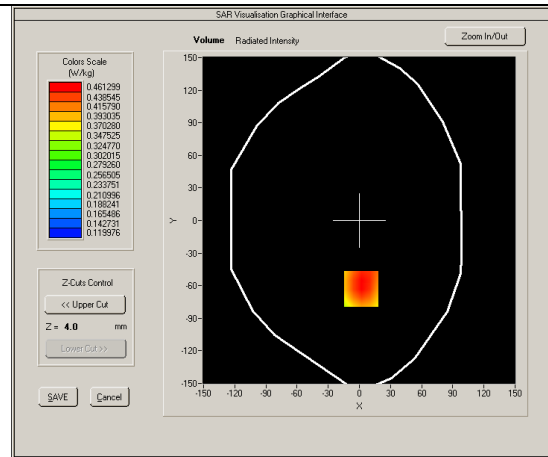 SAR Visualisation Graphical Interface
Volume Radiated Intensity
Zoom In/Out
Colors Scale
(W/kg)
0.461299
0.438545
0.415790
0.393035
0.370280
0.347525
0.324770
0.302015
0.279260
0.256505
0.233751
0.210996
0.188241
0.165486
0.142731
0.119976
Z-Cuts Control
<< Upper Cut
Z = 4.0 mm
Lower Cut >>
SAVE Cancel
150
120
90
60
30
0
-30
-60
-90
-120
-150
Y
-150 -120 -90 -60 -30 0 30 60 90 120 150
X